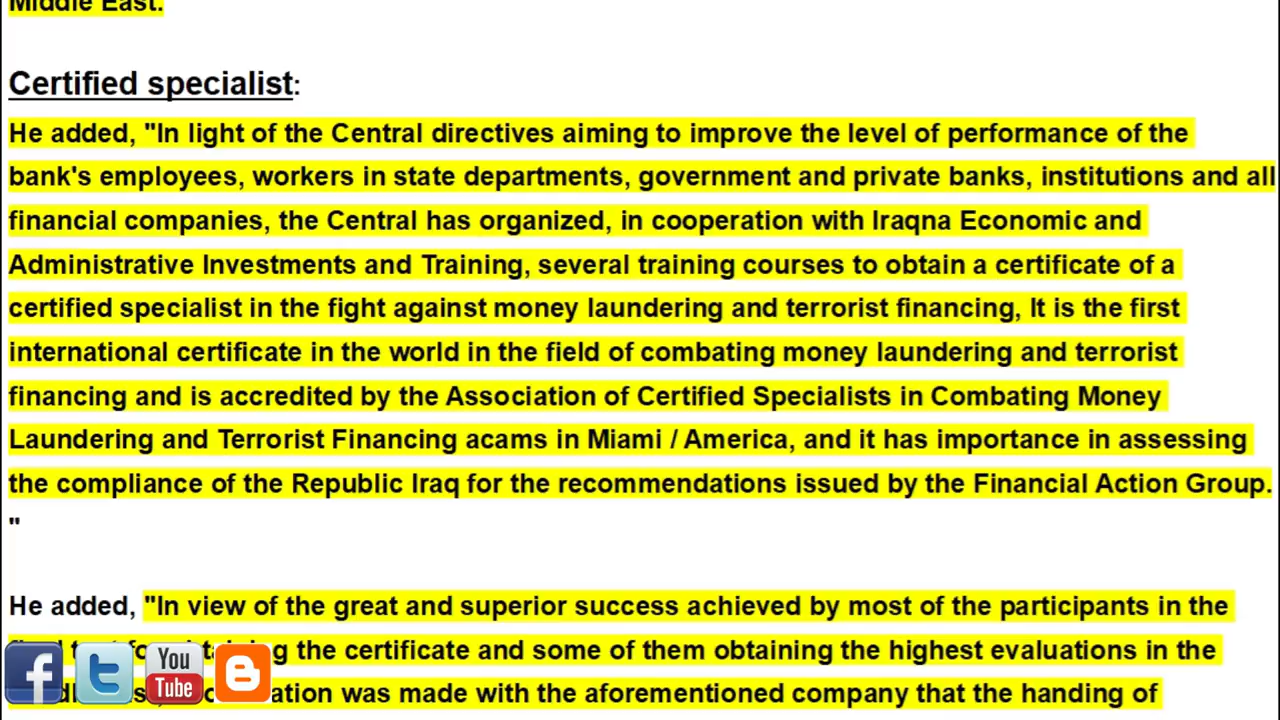 Middle East.
Certified specialist:
He added, "In light of the Central directives aiming to improve the level of performance of the
bank's employees, workers in state departments, government and private banks, institutions and all
financial companies, the Central has organized, in cooperation with Iraqna Economic and
Administrative Investments and Training, several training courses to obtain a certificate of a
certified specialist in the fight against money laundering and terrorist financing, It is the first
international certificate in the world in the field of combating money laundering and terrorist
financing and is accredited by the Association of Certified Specialists in Combating Money
Laundering and Terrorist Financing acams in Miami / America, and it has importance in assessing
the compliance of the Republic Iraq for the recommendations issued by the Financial Action Group.
"
He added, "In view of the great and superior success achieved by most of the participants in the
the certificate and some of them obtaining the highest evaluations in the
was made with the aforementioned company that the handing of
f
t
You
Tube
B